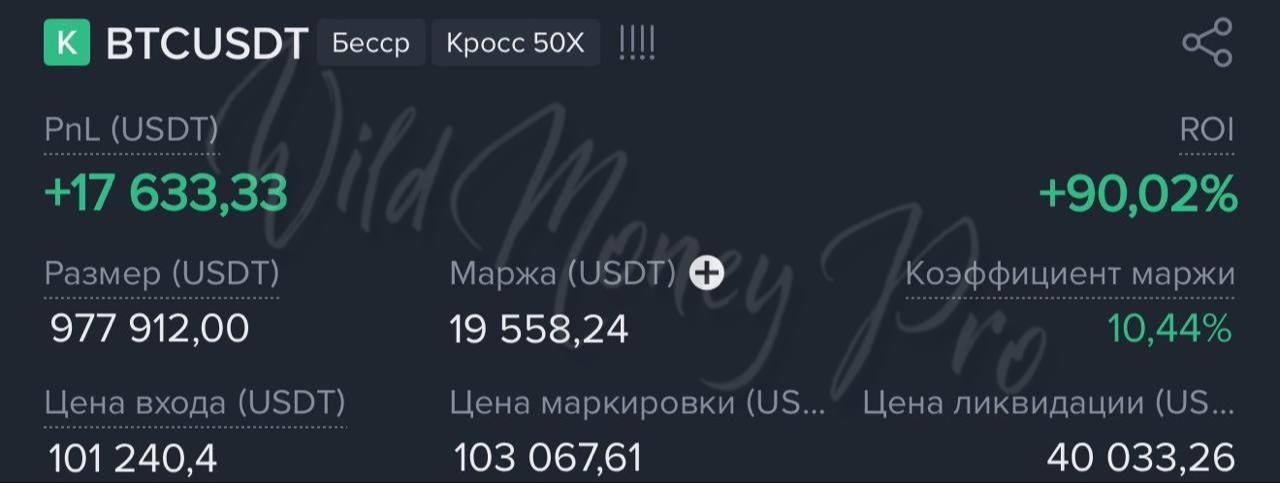 К BTCUSDT Бесср Кросс 50X !!!!
PnL (USDT) ROI
+17 633,33 +90,02%
Размер (USDT) Маржа (USDT) Коэффициент маржи
977 912,00 19 558,24 10,44%
Цена входа (USDT) Цена маркировки (US... Цена ликвидации (US...
101 240,4 103 067,61 40 033,26
Wild Money Pro